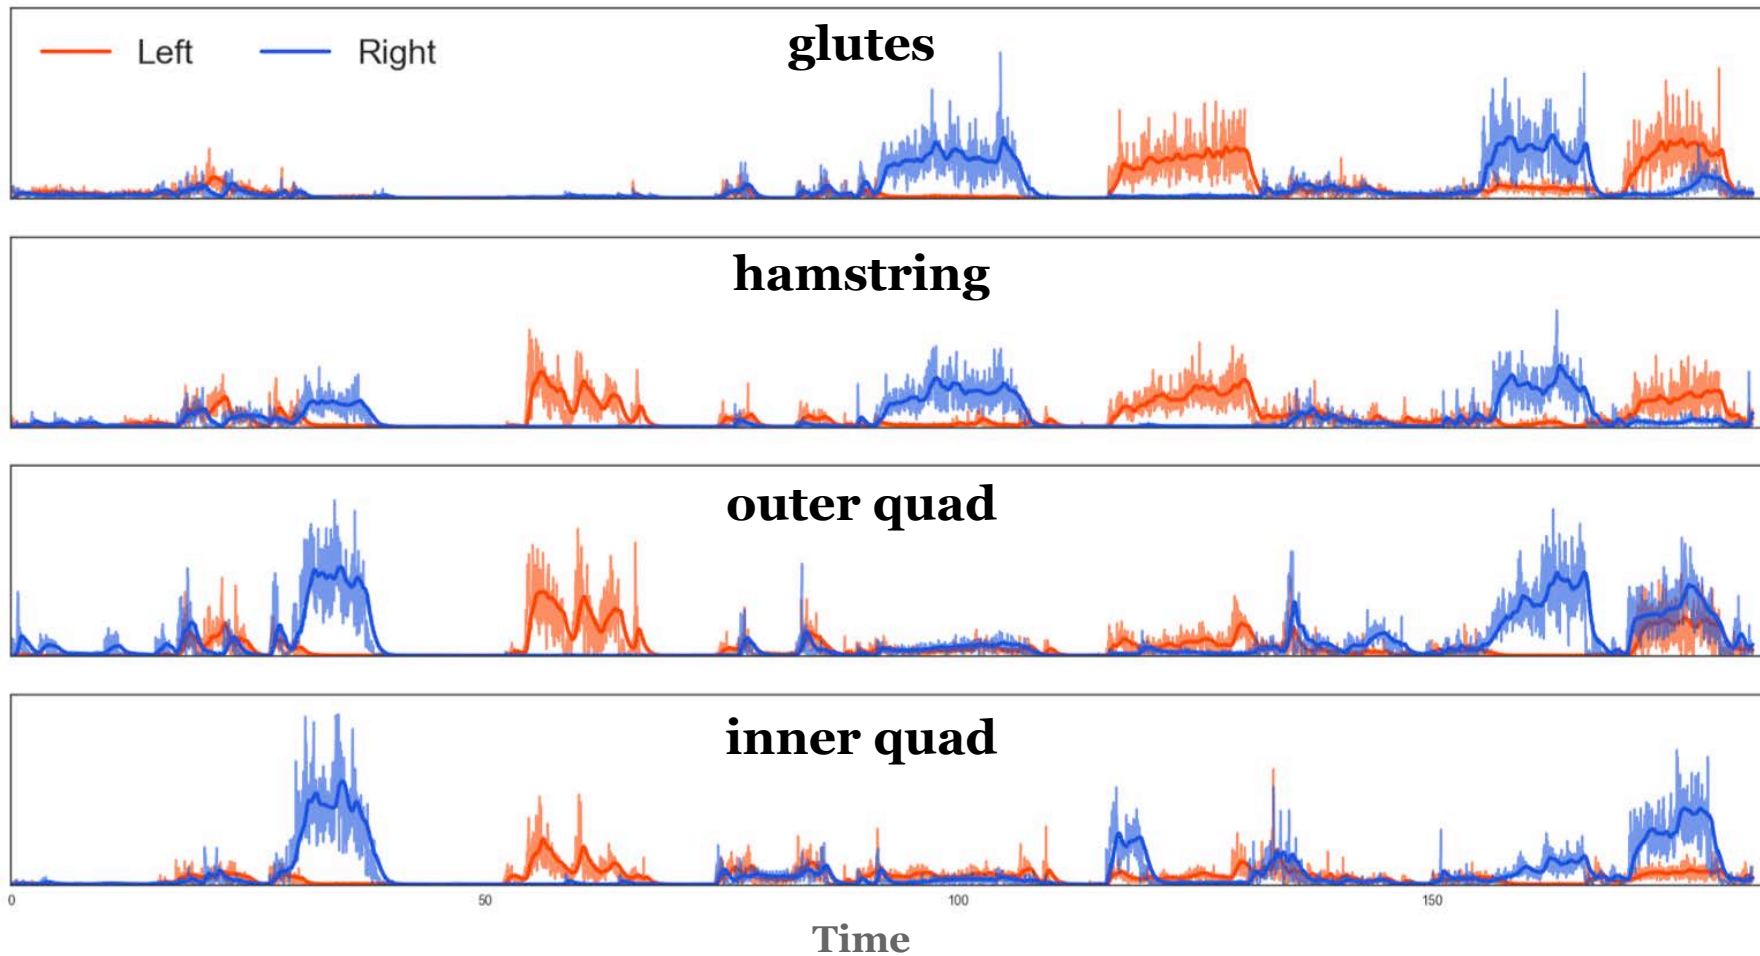 glutes
Left Right
hamstring
outer quad
inner quad
0 50 100 150
Time